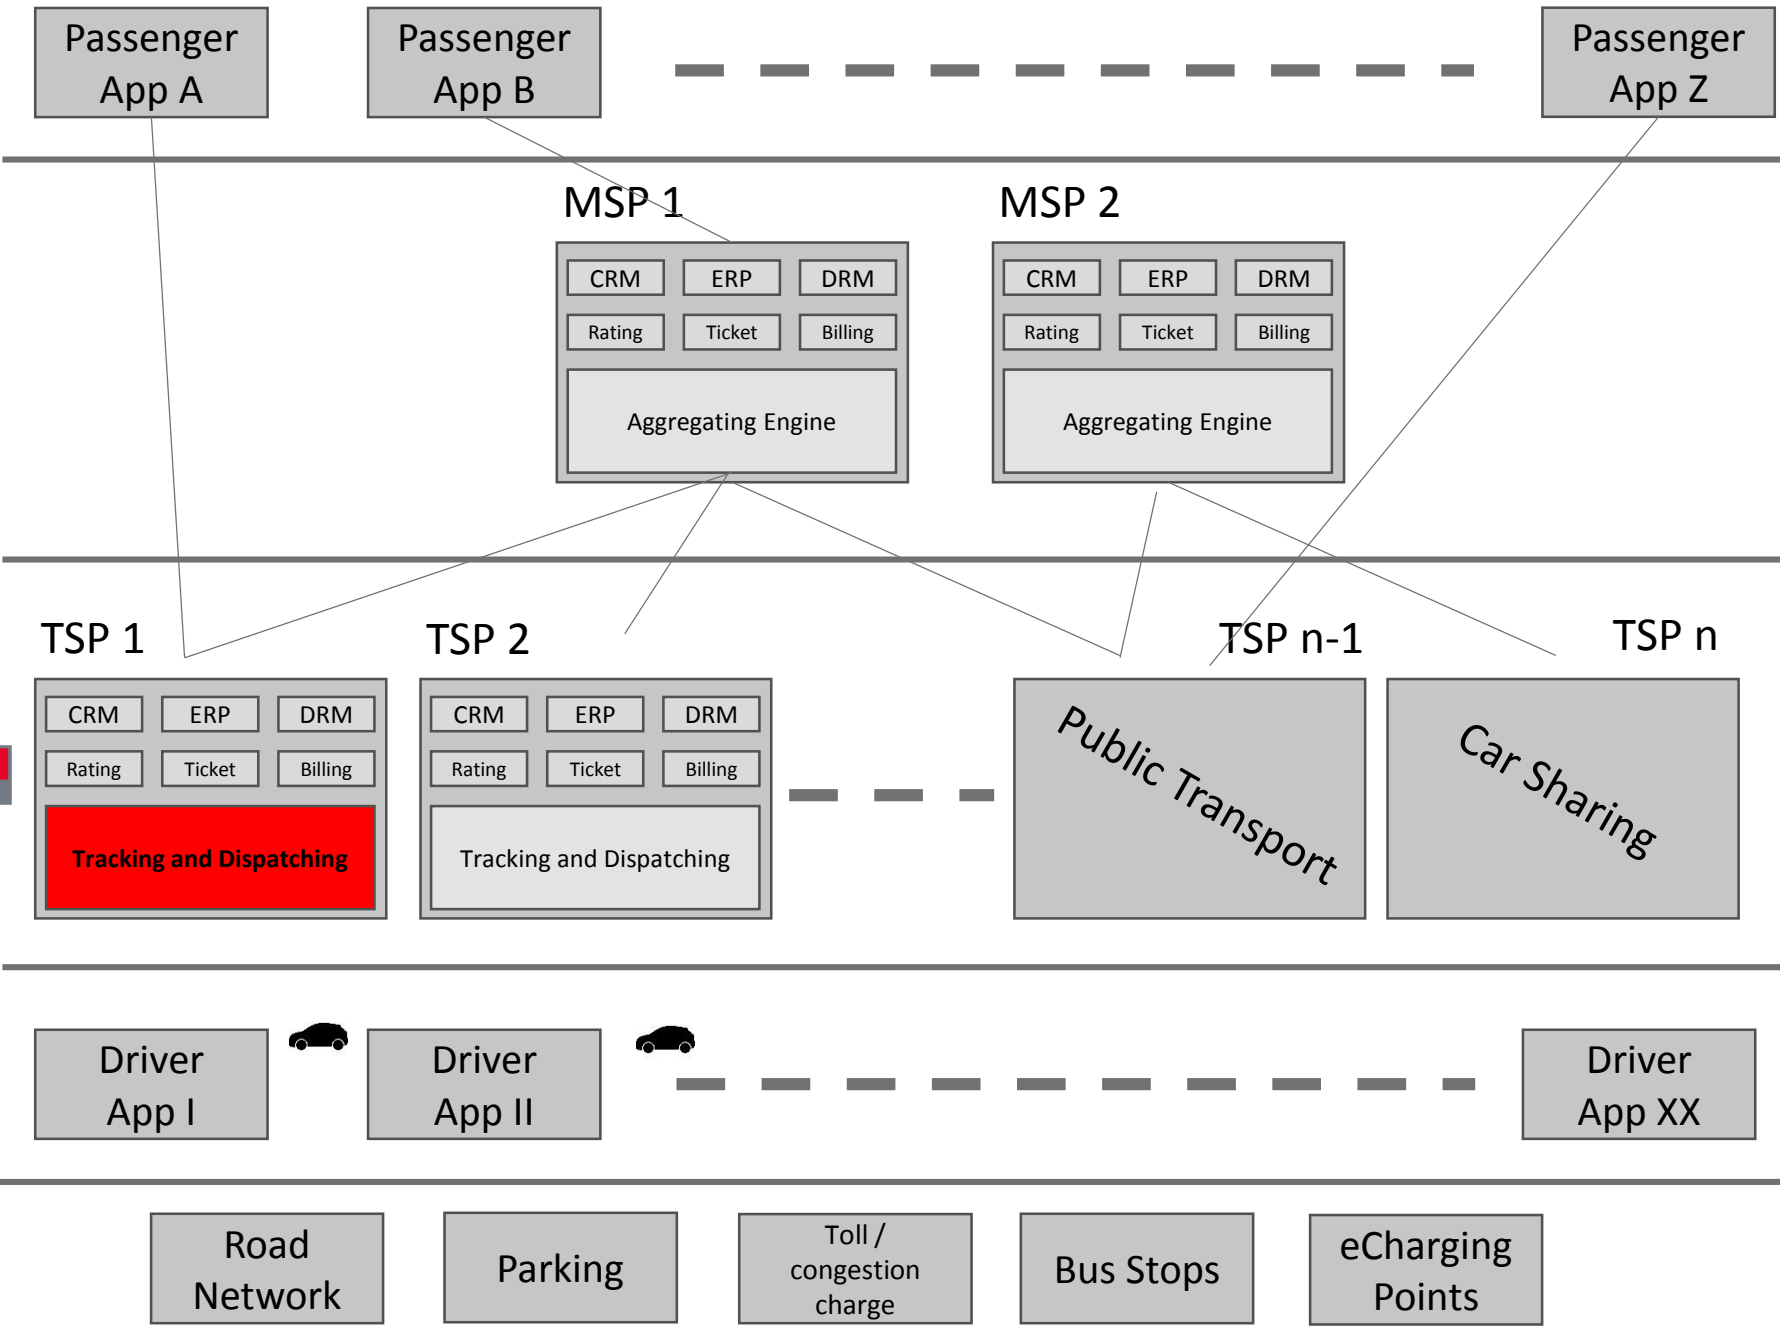 Passenger
App A
Passenger
App B
Passenger
App Z
MSP 1
MSP 2
CRM
ERP
DRM
Rating
Ticket
Billing
Aggregating Engine
CRM
ERP
DRM
Rating
Ticket
Billing
Aggregating Engine
TSP 1
TSP 2
TSP n-1
TSP n
CRM
ERP
DRM
Rating
Ticket
Billing
Tracking and Dispatching
CRM
ERP
DRM
Rating
Ticket
Billing
Tracking and Dispatching
Public Transport
Car Sharing
Driver
App I
Driver
App II
Driver
App XX
Road
Network
Parking
Toll /
congestion
charge
Bus Stops
eCharging
Points